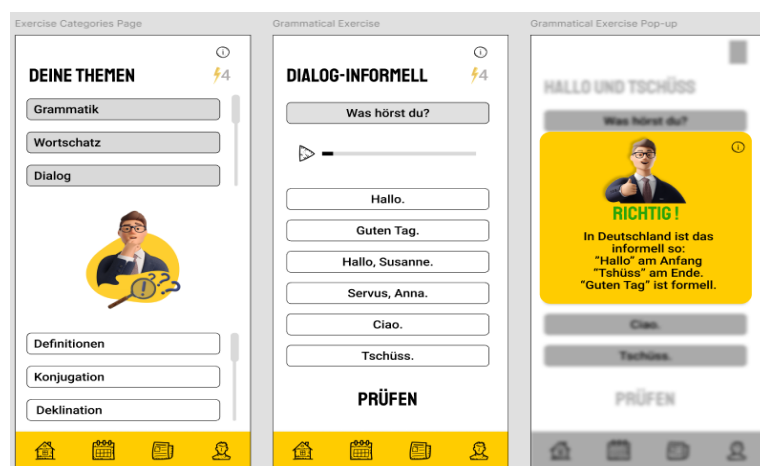 Exercise Categories Page
DEINE THEMEN
4
Grammatik
Wortschatz
Dialog
???
Definitionen
Konjugation
Deklination
Grammatical Exercise
DIALOG-INFORMELL
4
Was hörst du?
Hallo.
Guten Tag.
Hallo, Susanne.
Servus, Anna.
Ciao.
Tschüss.
PRÜFEN
Grammatical Exercise Pop-up
HALLO UND TSCHÜSS
Was hörst du?
RICHTIG !
In Deutschland ist das
informell so:
"Hallo" am Anfang
"Tshüss" am Ende.
"Guten Tag" ist formell.
Ciao.
Tschüss.
PRÜFEN